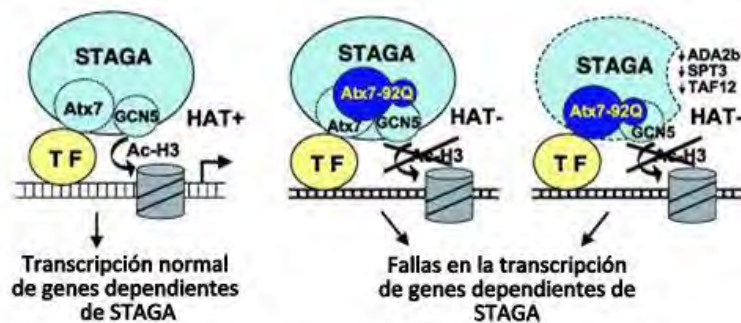 STAGA
Atx7
GCN5
HAT+
TF
Ac-H3
Transcripción normal
de genes dependientes
de STAGA
STAGA
Atx7-92Q
Atx7
GCN5
HAT-
TF
Ac-H3
STAGA
↓ADA2b
↓SPT3
↓TAF12
Atx7-92Q
GCN5
HAT-
TF
Ac-H3
Fallas en la transcripción
de genes dependientes de
STAGA